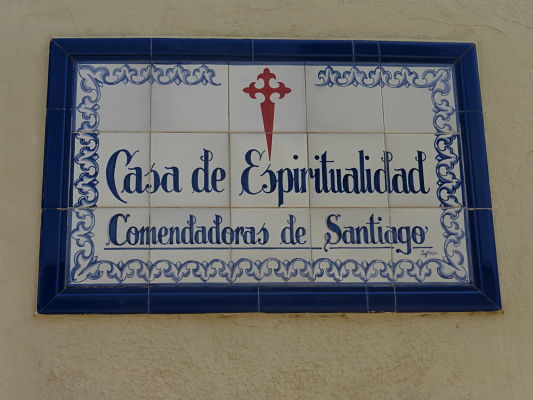 Casa de Espiritualidad
Comendadoras de Santiago